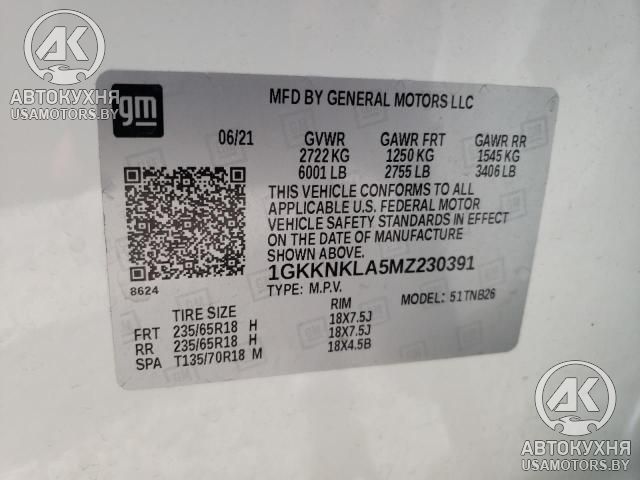 АК
АВТОКУХНЯ
USAMOTORS.BY
gm
MFD BY GENERAL MOTORS LLC
06/21 GVWR GAWR FRT GAWR RR
2722 KG 1250 KG 1545 KG
6001 LB 2755 LB 3406 LB
THIS VEHICLE CONFORMS TO ALL
APPLICABLE U.S. FEDERAL MOTOR
VEHICLE SAFETY STANDARDS IN EFFECT
ON THE DATE OF MANUFACTURE SHOWN ABOVE.
1GKKNKLA5MZ230391
8624
TYPE: M.P.V. MODEL: 51TNB26
TIRE SIZE RIM
FRT 235/65R18 H 18X7.5J
RR 235/65R18 H 18X7.5J
SPA T135/70R18 M 18X4.5B
АК
АВТОКУХНЯ
USAMOTORS.BY